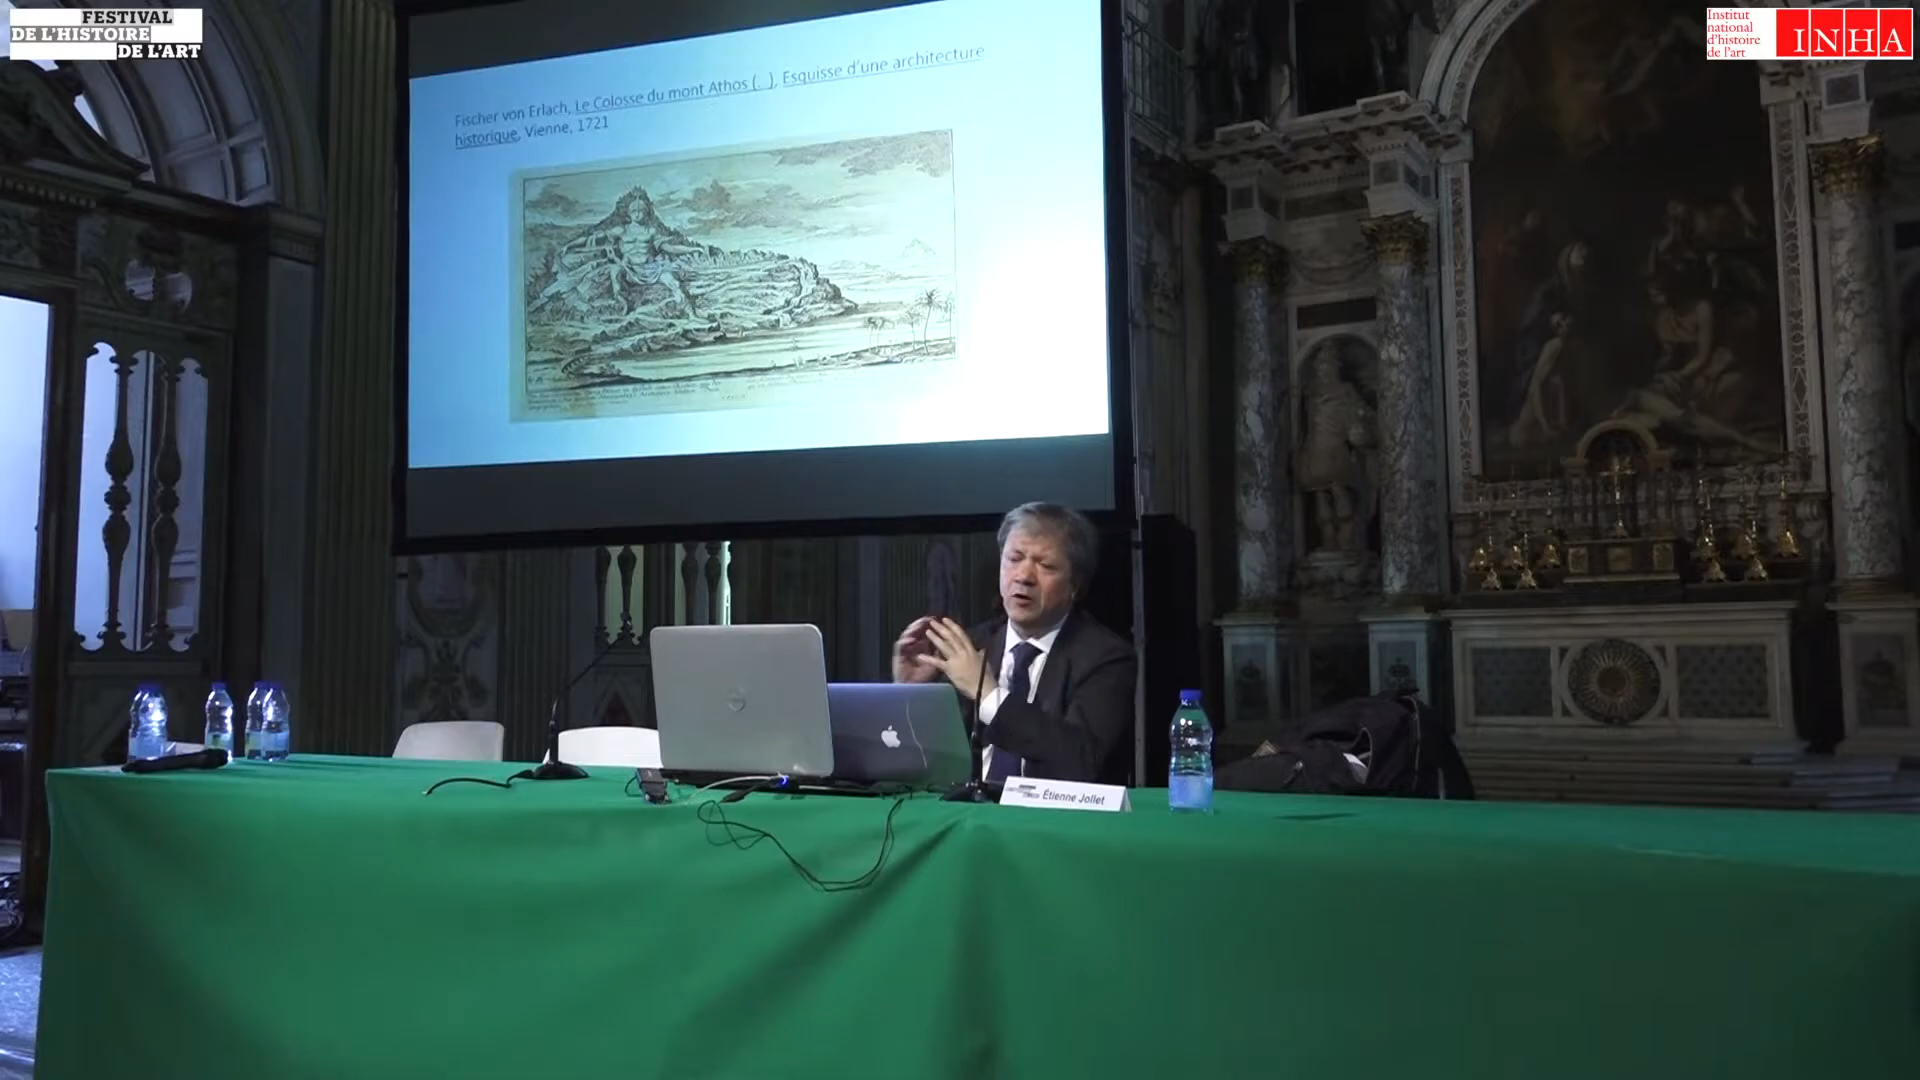 FESTIVAL
DE L'HISTOIRE
DE L'ART
Institut
national
d'histoire
de l'art
INHA
Fischer von Erlach, Le Colosse du mont Athos (...), Esquisse d'une architecture
historique, Vienne, 1721
Étienne Jollet